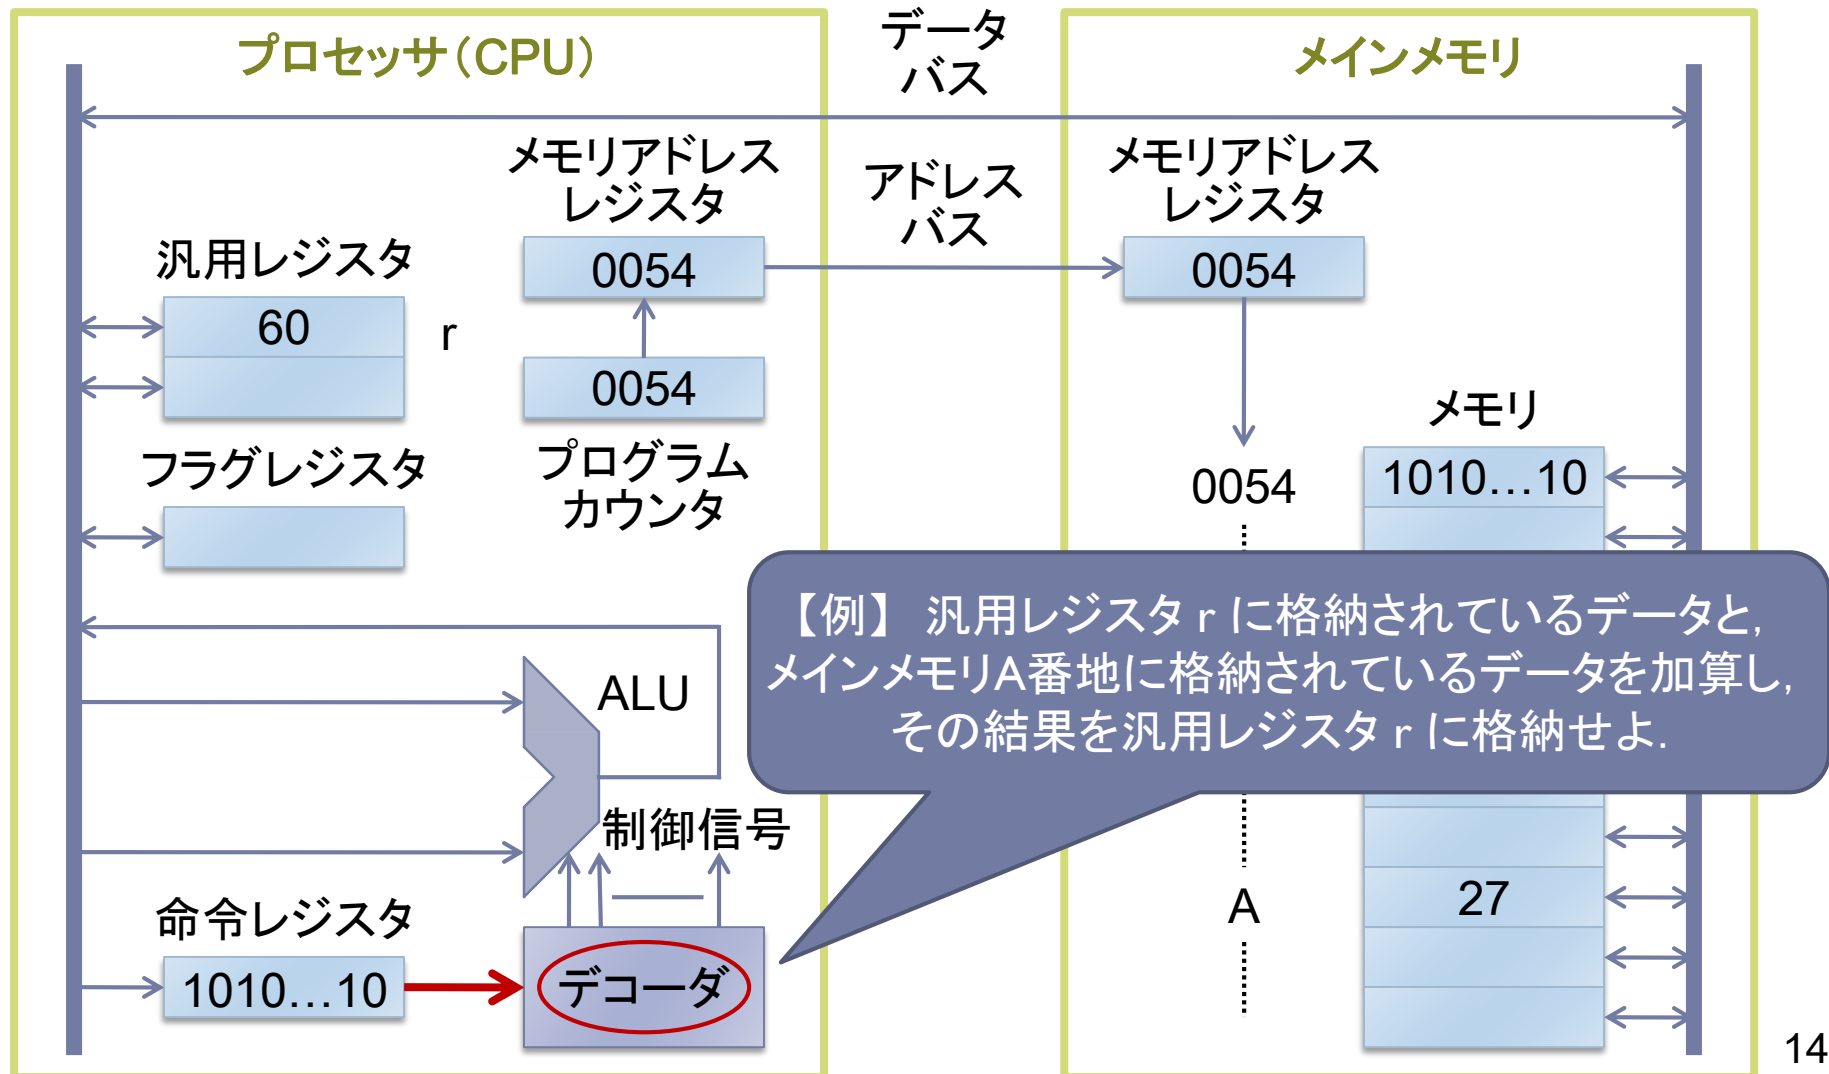 プロセッサ（CPU）
データ
バス
メインメモリ
メモリアドレス
レジスタ
アドレス
バス
メモリアドレス
レジスタ
汎用レジスタ
0054
0054
60
r
0054
メモリ
フラグレジスタ
プログラム
カウンタ
0054
1010…10
【例】 汎用レジスタ r に格納されているデータと，
メインメモリA番地に格納されているデータを加算し，
その結果を汎用レジスタ r に格納せよ．
ALU
制御信号
命令レジスタ
A
27
1010…10
デコーダ
14